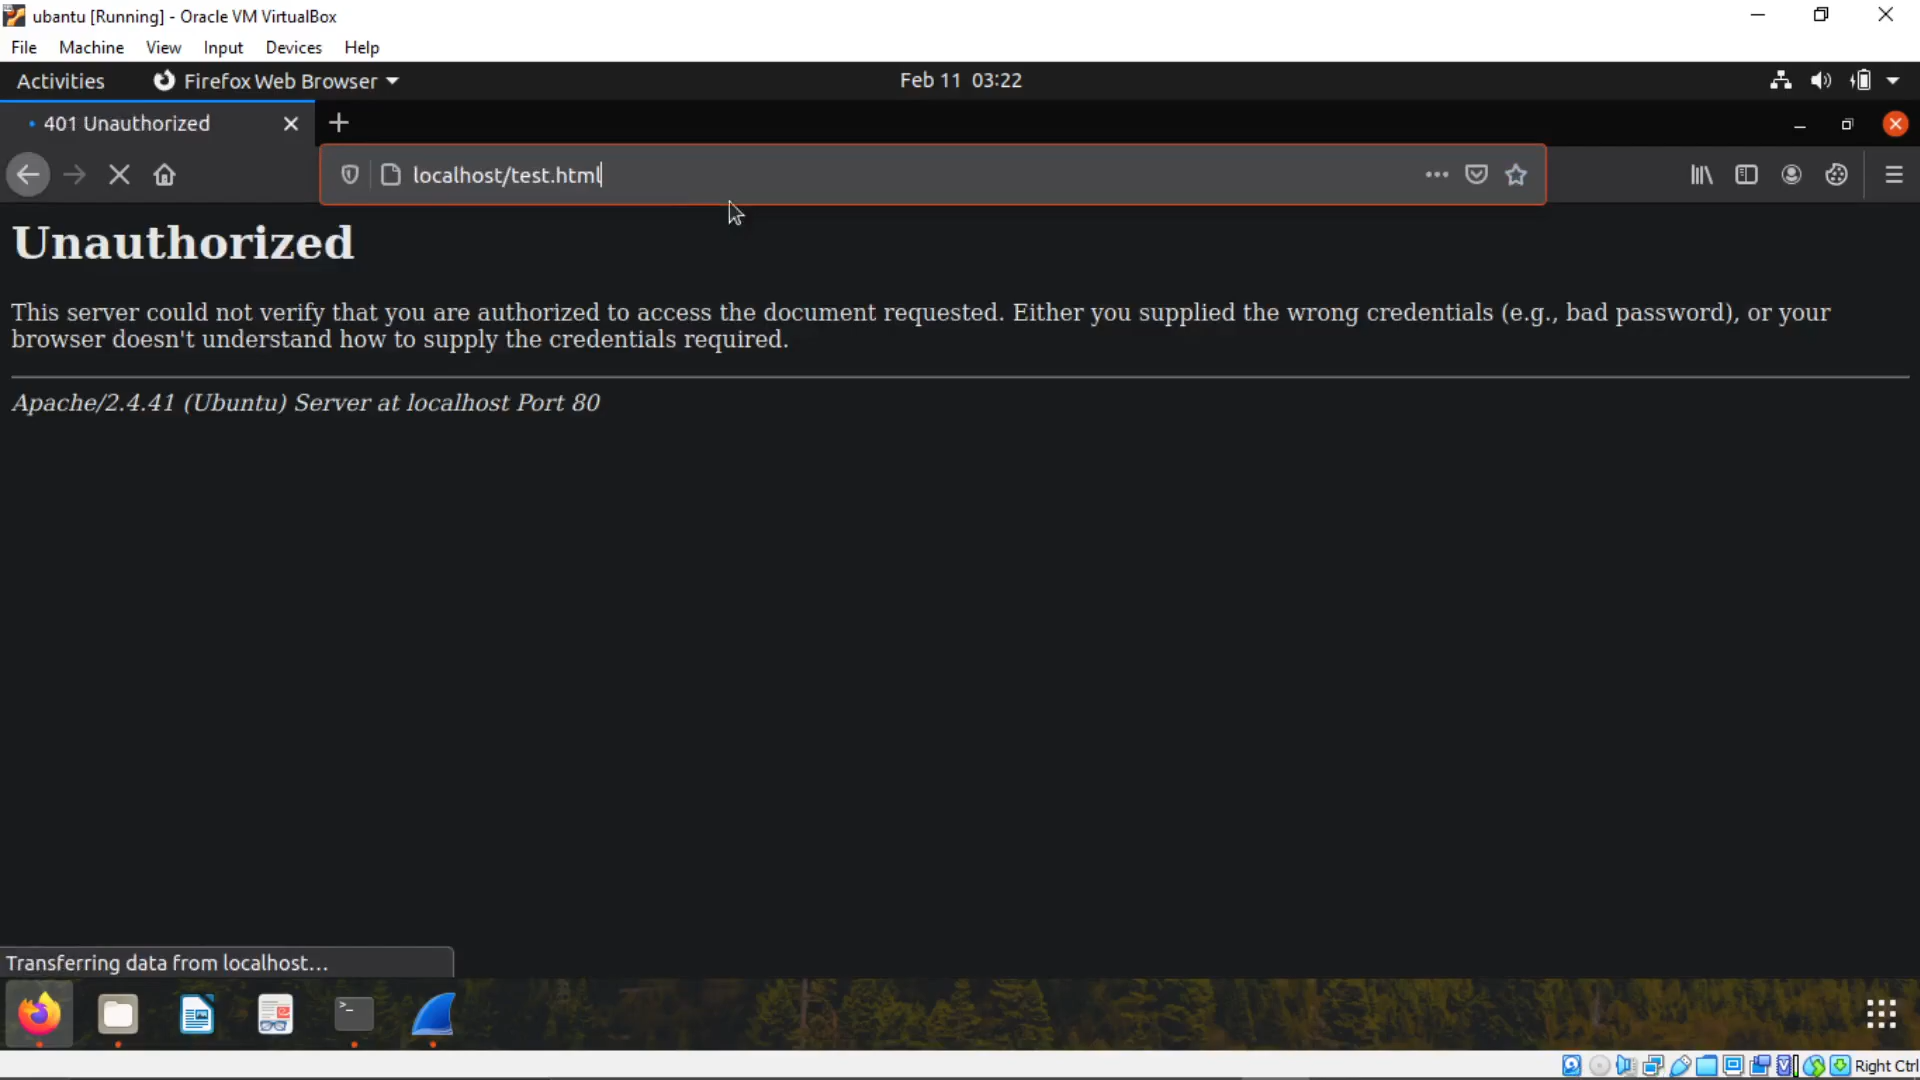 ubantu [Running] - Oracle VM VirtualBox
File Machine View Input Devices Help
Activities Firefox Web Browser Feb 11 03:22
401 Unauthorized
localhost/test.html
Unauthorized
This server could not verify that you are authorized to access the document requested. Either you supplied the wrong credentials (e.g., bad password), or your
browser doesn't understand how to supply the credentials required.
Apache/2.4.41 (Ubuntu) Server at localhost Port 80
Transferring data from localhost...
Right Ctrl